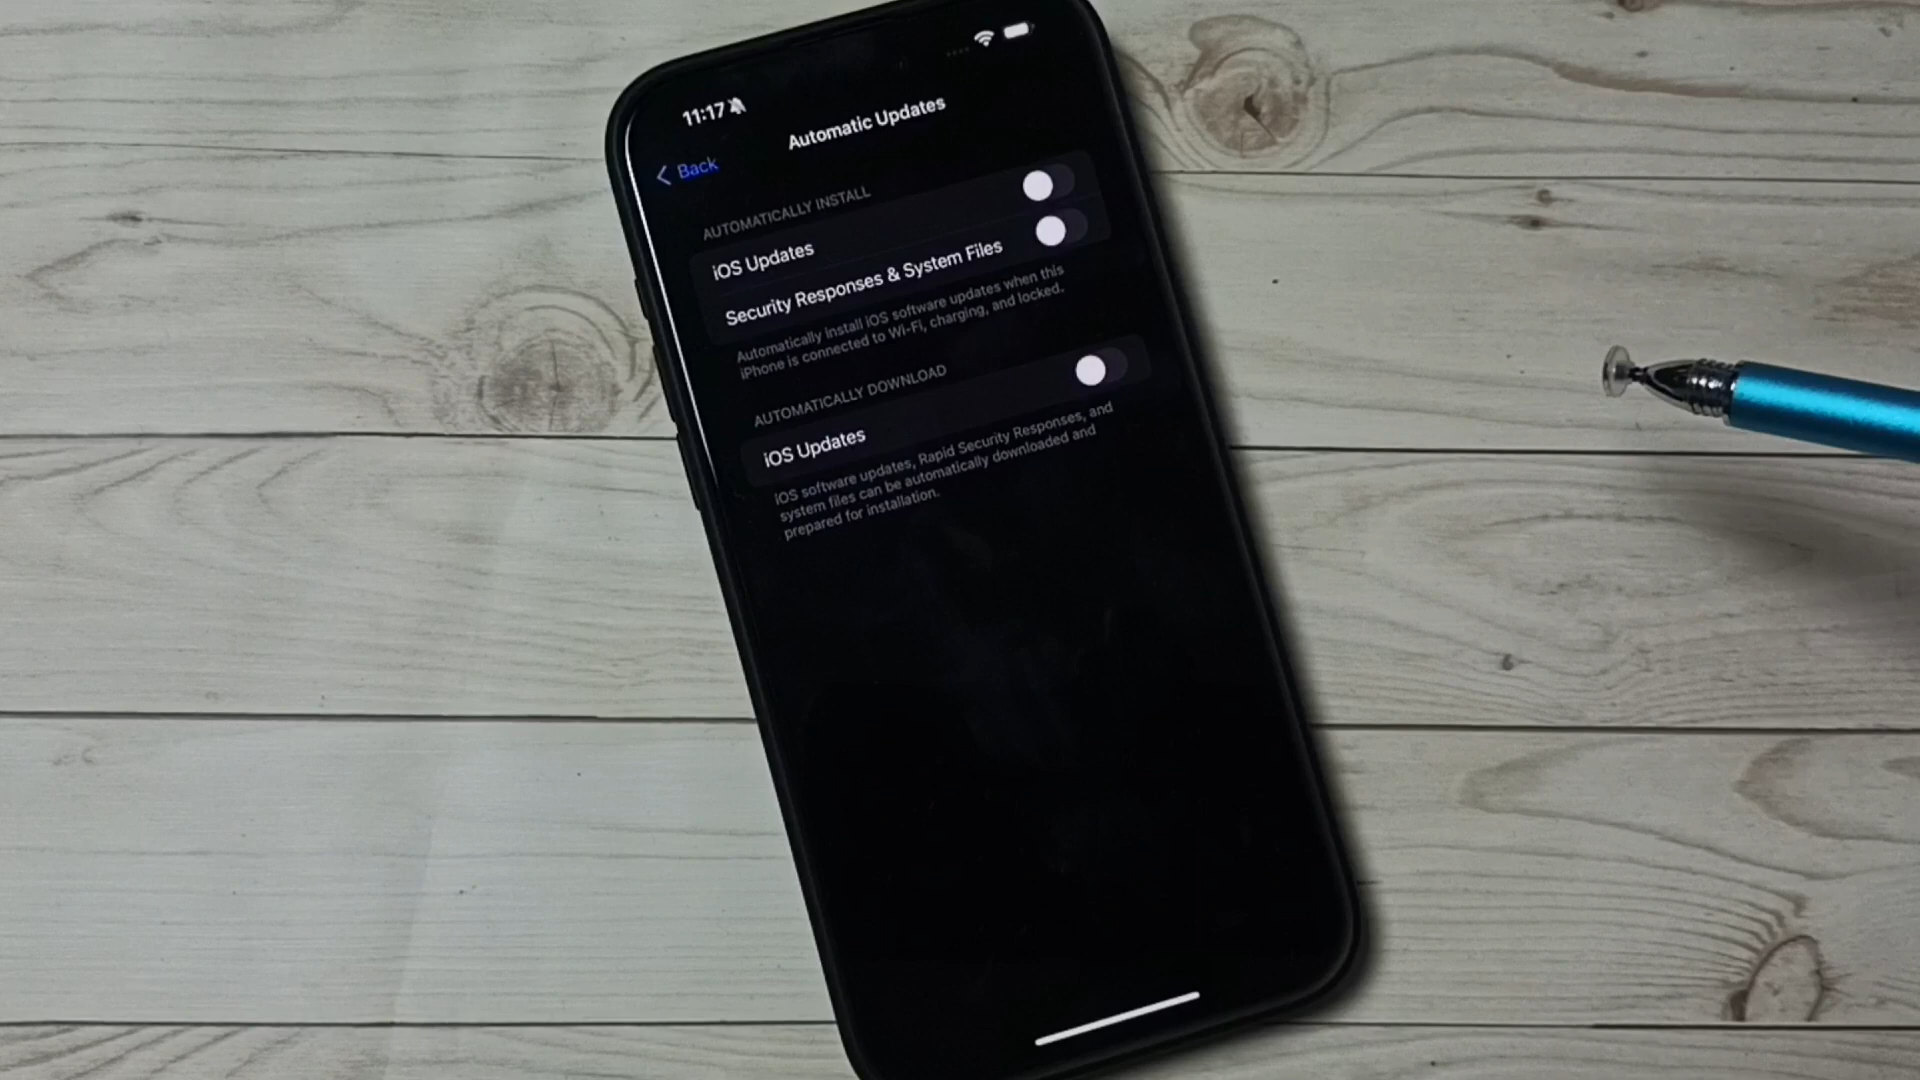 11:17
Back
Automatic Updates
AUTOMATICALLY INSTALL
iOS Updates
Security Responses & System Files
Automatically install iOS software updates when this
iPhone is connected to Wi-Fi, charging, and locked.
AUTOMATICALLY DOWNLOAD
iOS Updates
iOS software updates, Rapid Security Responses, and
system files can be automatically downloaded and
prepared for installation.